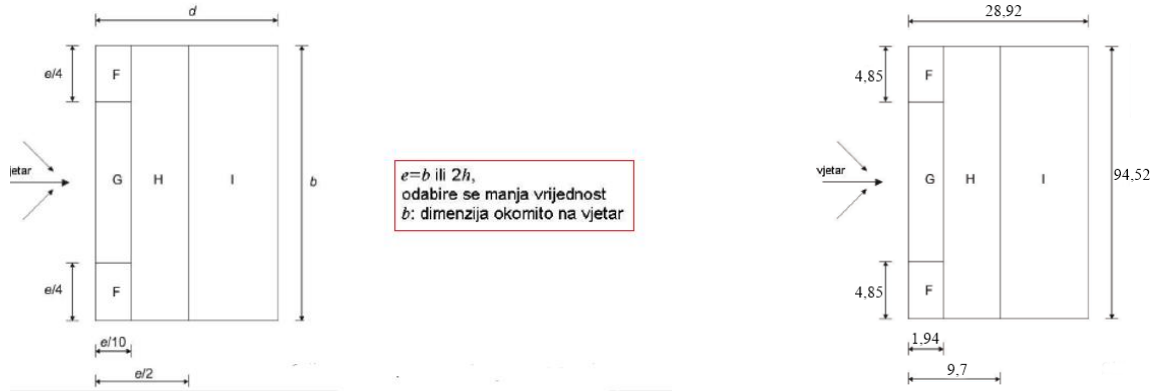 d
e/4
F
jetar
G
H
I
b
e/4
F
e/10
e/2
e=b ili 2h,
odabire se manja vrijednost
b: dimenzija okomito na vjetar
28,92
4,85
F
vjetar
G
H
I
94,52
4,85
F
1,94
9,7